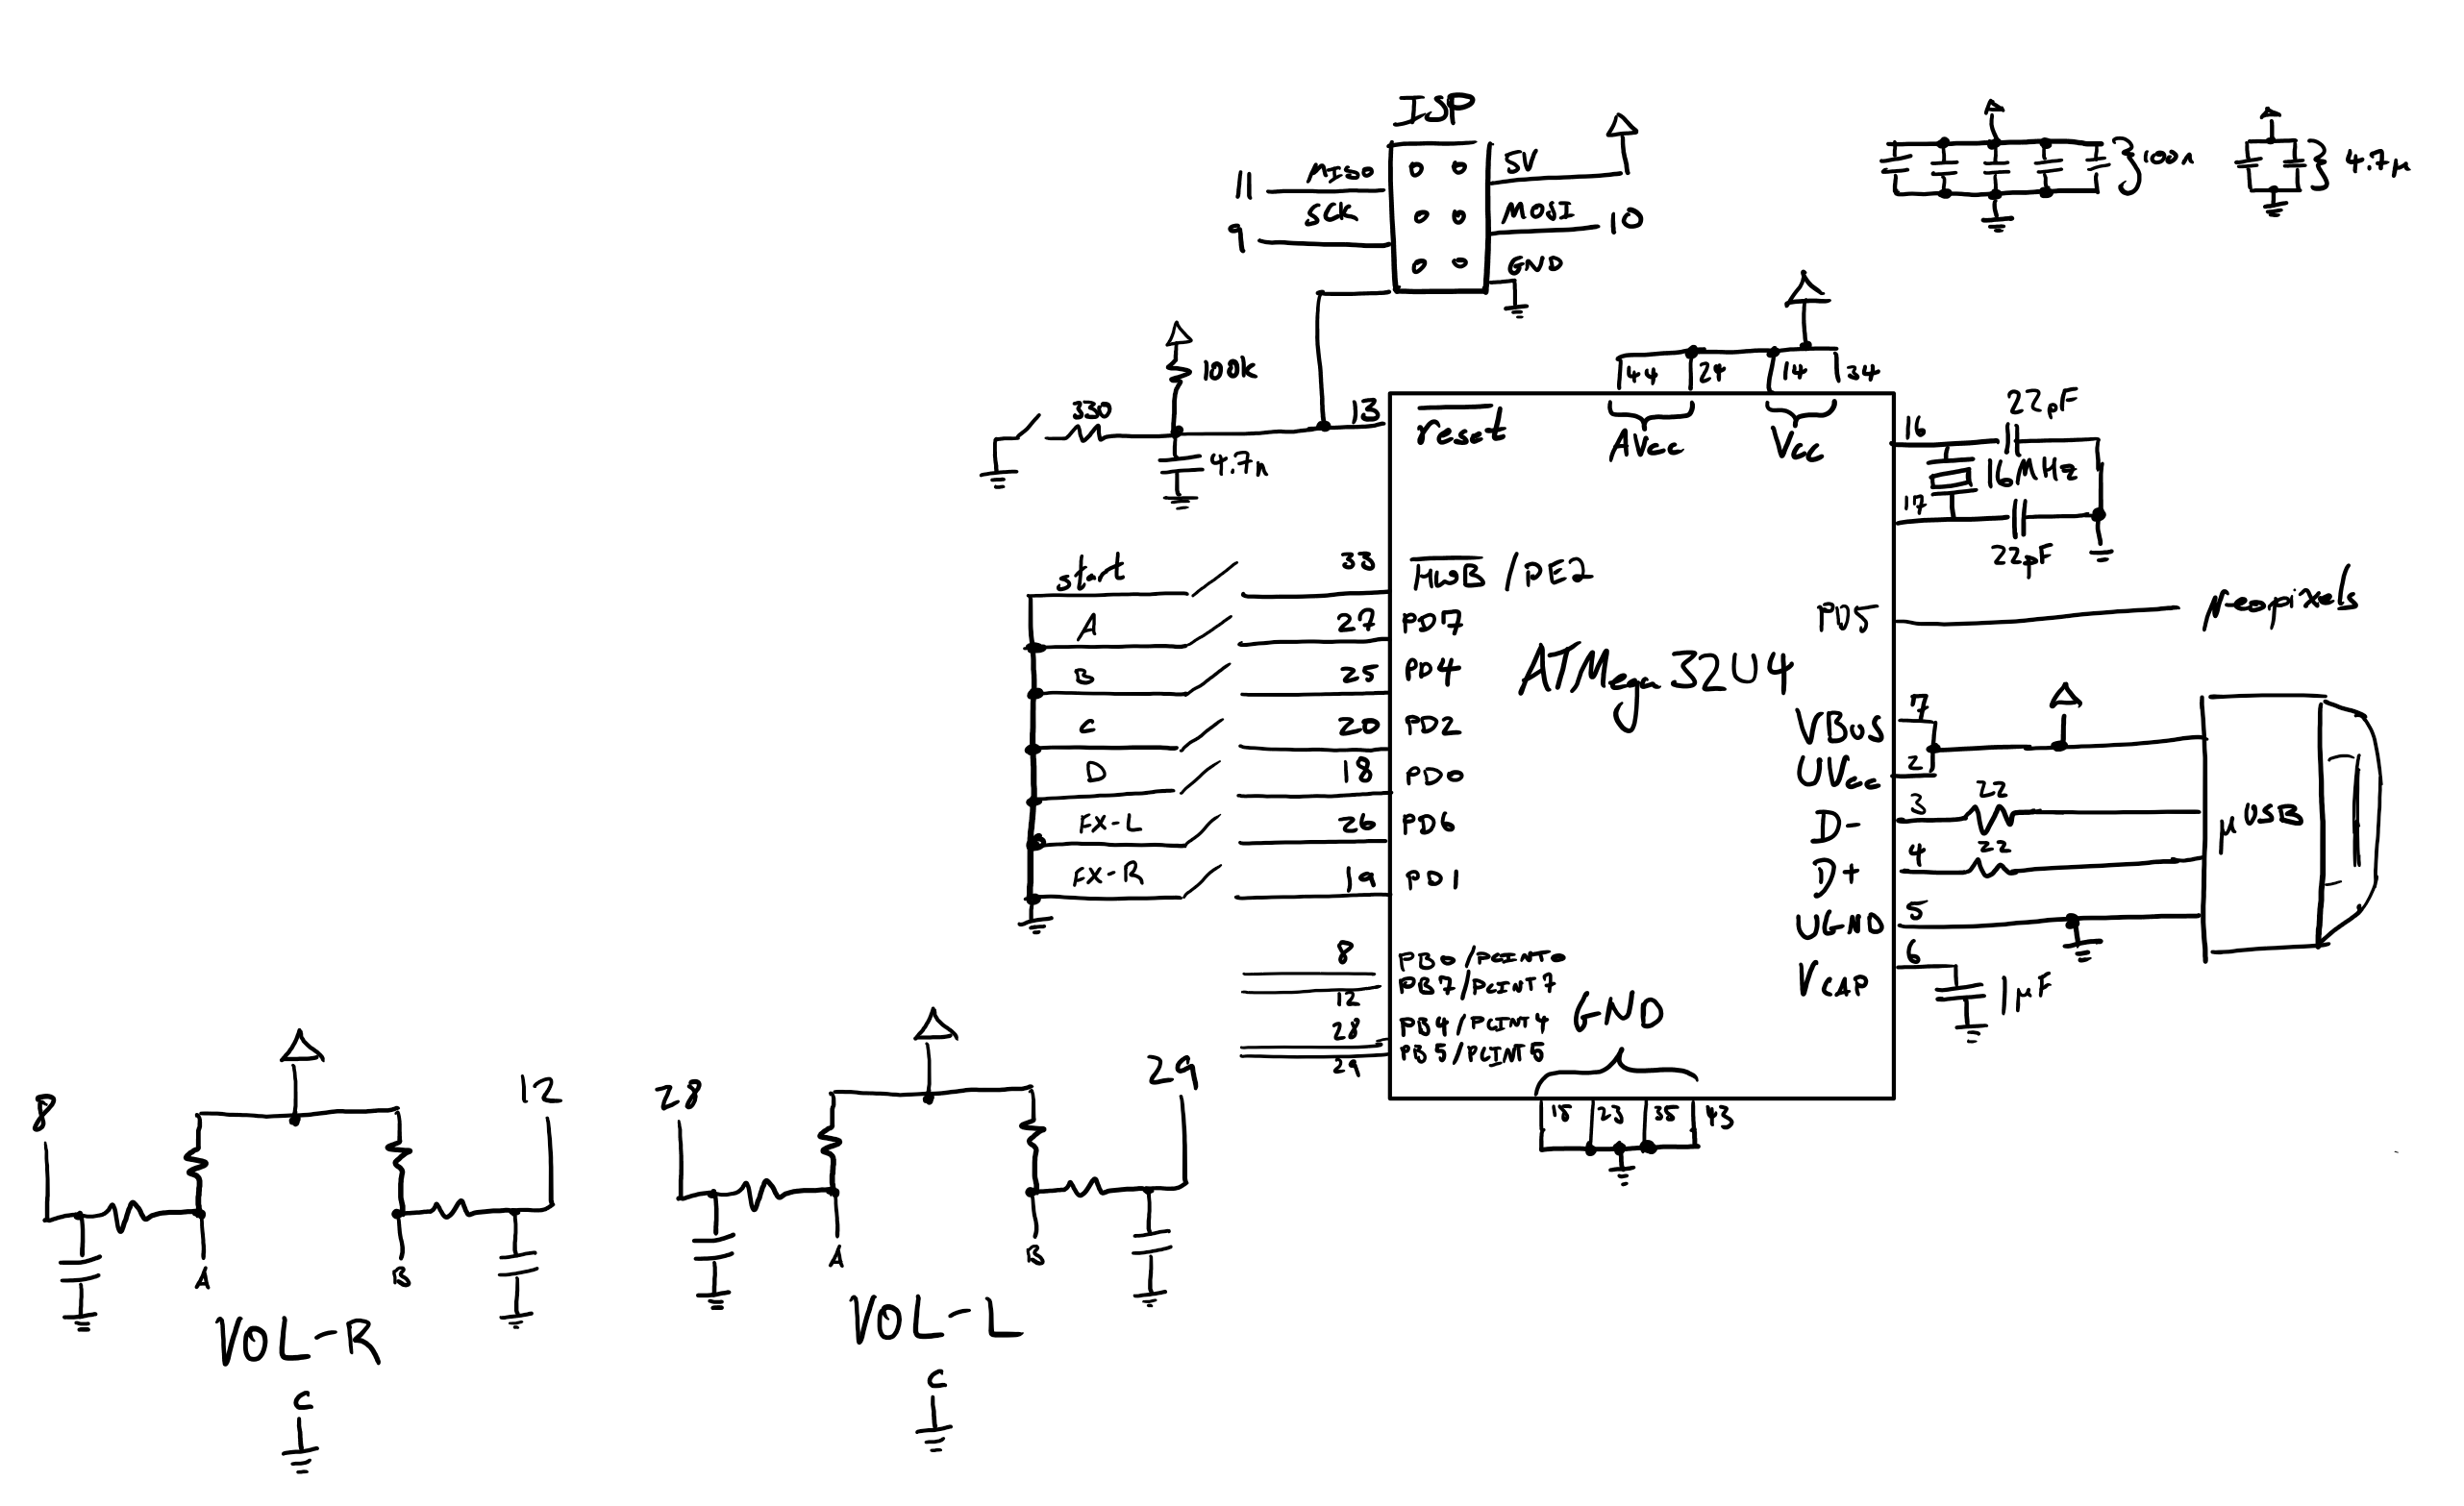 ISP
MISO
5V
11
SCK
MOSI
10
9
GND
100n
4.7µ
100k
330
4.7n
13
reset
44
24
14
34
AVcc
Vcc
16
22pF
16MHz
17
22pF
start
33
HWB/PE2
A
27
PD7
B
25
PD4
C
20
PD2
D
18
PD0
FX-L
26
PD6
FX-R
19
PD1
ATMega32U4
PD5
Neopixels
VBUS
7
UVcc
2
D-
3
22
D+
4
22
UGND
5
VCAP
6
1µF
µUSB
8
PB0/PCINT0
PB7/PCINT7
12
28
PB4/PCINT4
PB5/PCINT5
29
GND
15
23
35
43
8
12
A
B
VOL-R
C
28
29
A
B
VOL-L
C